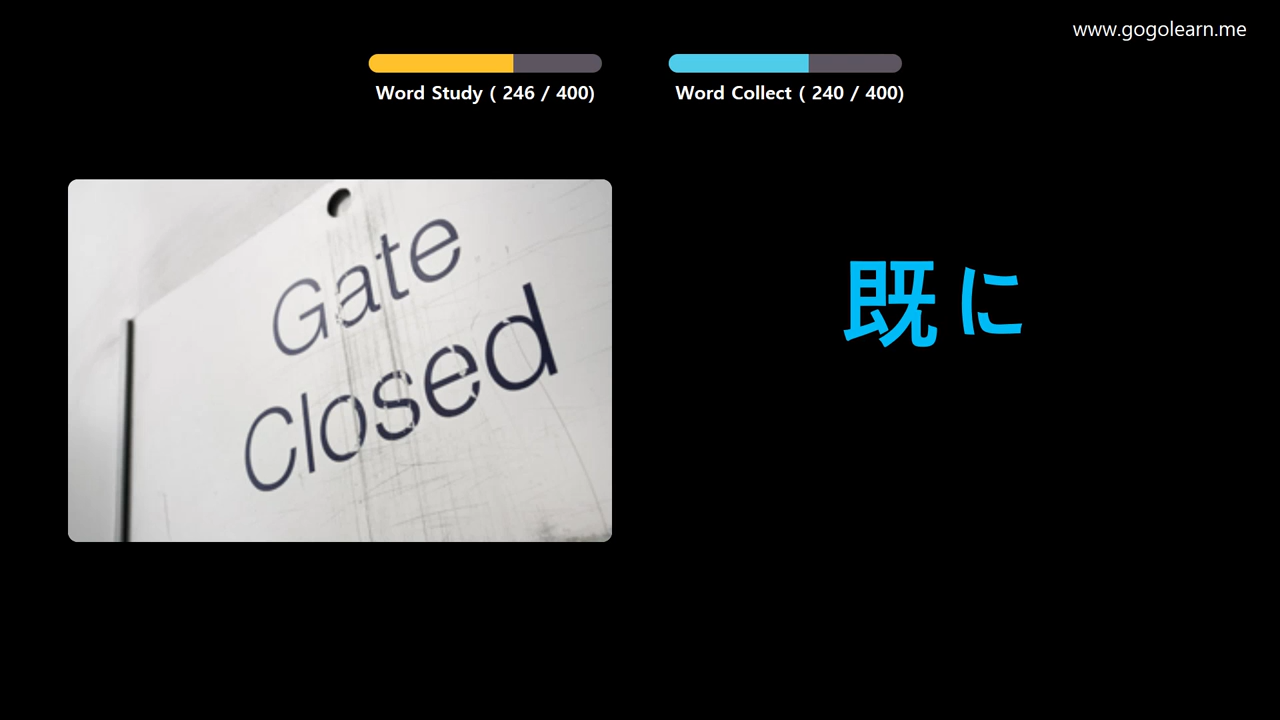 www.gogolearn.me
Word Study ( 246 / 400)
Word Collect ( 240 / 400)
Gate
Closed
既に